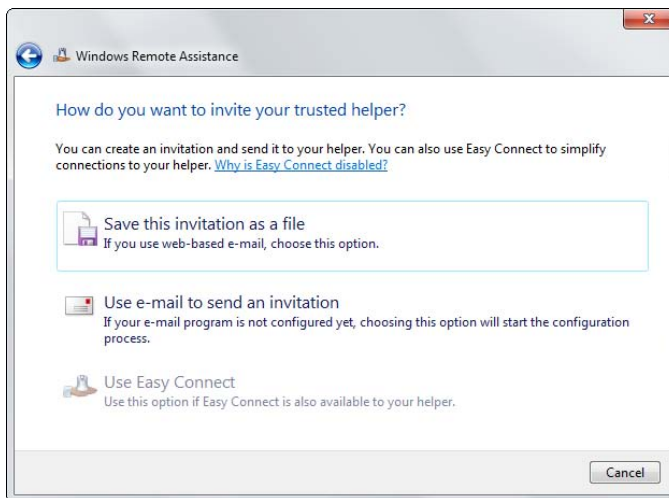 Windows Remote Assistance
How do you want to invite your trusted helper?
You can create an invitation and send it to your helper. You can also use Easy Connect to simplify
connections to your helper. Why is Easy Connect disabled?
Save this invitation as a file
If you use web-based e-mail, choose this option.
Use e-mail to send an invitation
If your e-mail program is not configured yet, choosing this option will start the configuration
process.
Use Easy Connect
Use this option if Easy Connect is also available to your helper.
Cancel